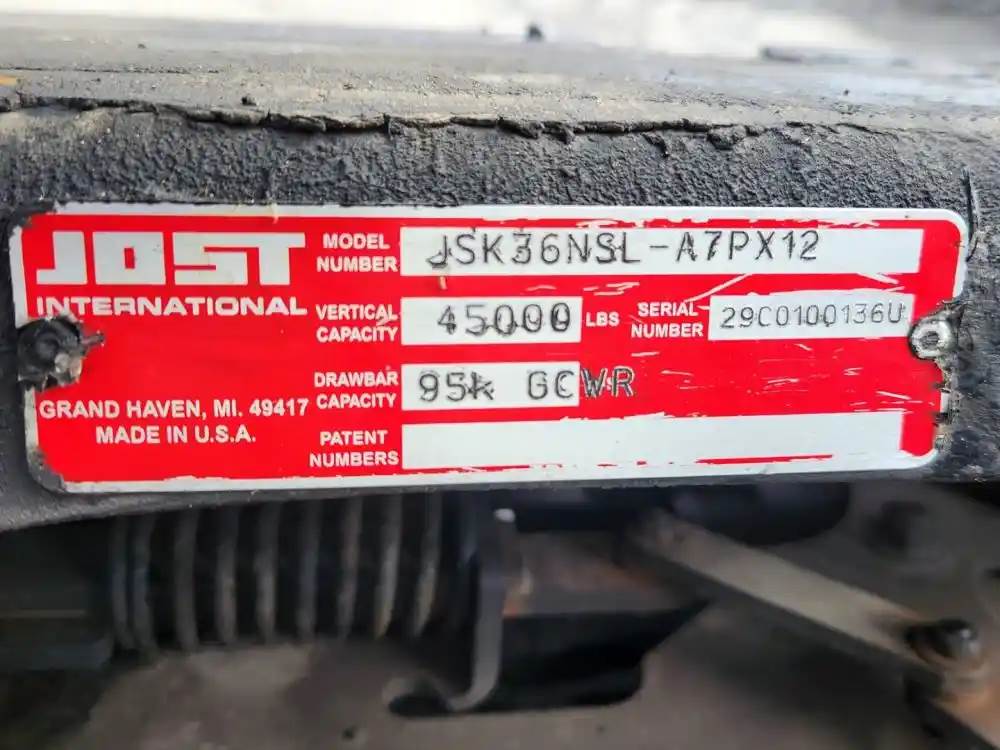 JOST
INTERNATIONAL
MODEL
NUMBER
JSK36NSL-A7PX12
VERTICAL
CAPACITY
45000 LBS
SERIAL
NUMBER
29C0100136U
DRAWBAR
CAPACITY
95k GCWR
GRAND HAVEN, MI. 49417
MADE IN U.S.A.
PATENT
NUMBERS